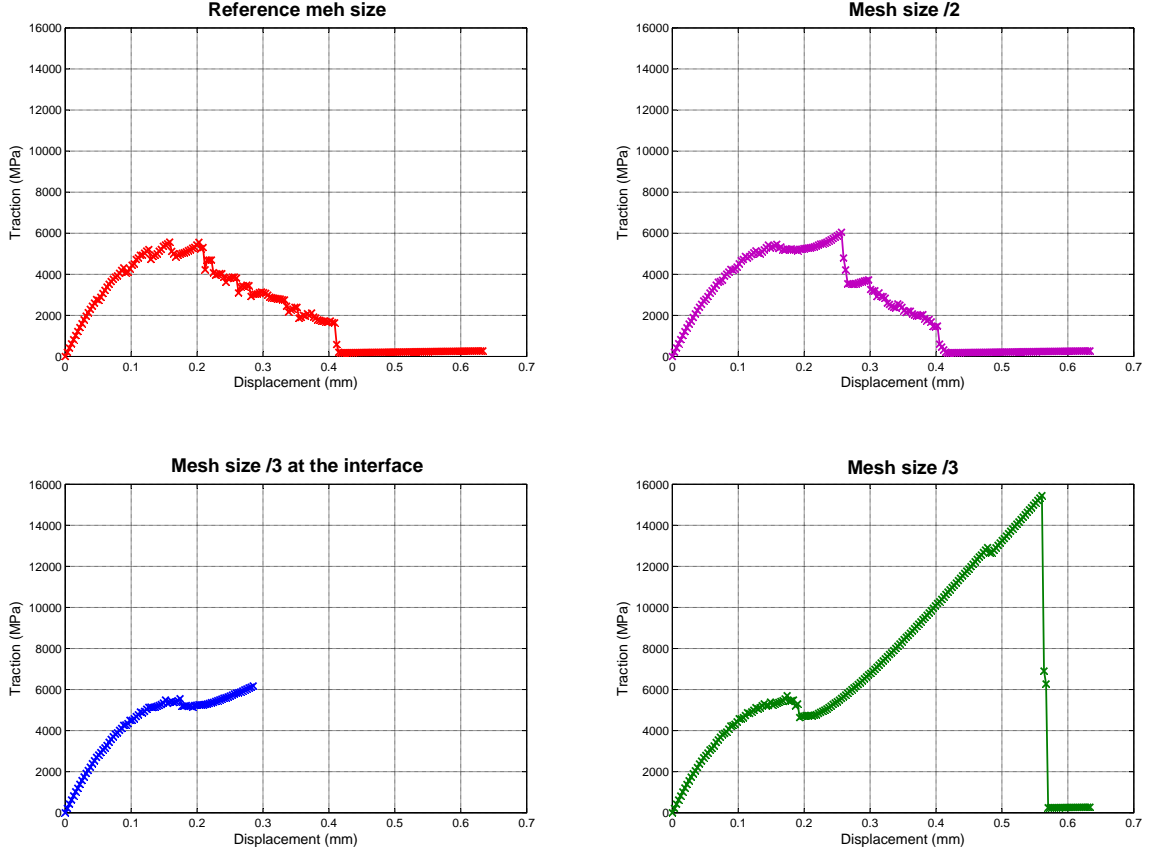 Reference meh size
16000
14000
12000
10000
8000
6000
4000
2000
0
Traction (MPa)
0 0.1 0.2 0.3 0.4 0.5 0.6 0.7
Displacement (mm)
Mesh size /2
16000
14000
12000
10000
8000
6000
4000
2000
0
Traction (MPa)
0 0.1 0.2 0.3 0.4 0.5 0.6 0.7
Displacement (mm)
Mesh size /3 at the interface
16000
14000
12000
10000
8000
6000
4000
2000
0
Traction (MPa)
0 0.1 0.2 0.3 0.4 0.5 0.6 0.7
Displacement (mm)
Mesh size /3
16000
14000
12000
10000
8000
6000
4000
2000
0
Traction (MPa)
0 0.1 0.2 0.3 0.4 0.5 0.6 0.7
Displacement (mm)